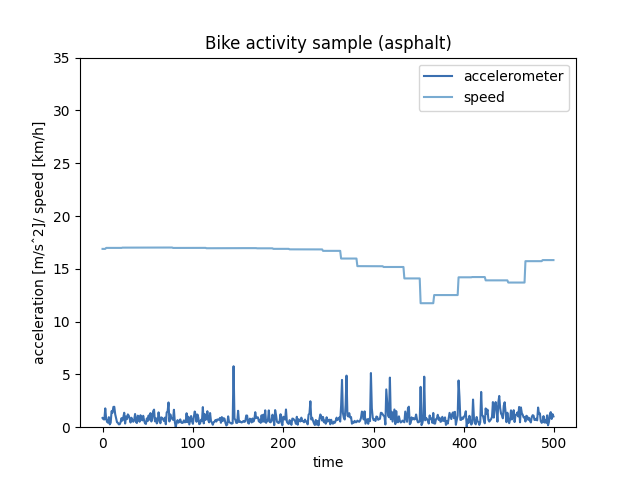 Bike activity sample (asphalt)
accelerometer
speed
acceleration [m/sˆ2]/ speed [km/h]
35
30
25
20
15
10
5
0
0 100 200 300 400 500
time